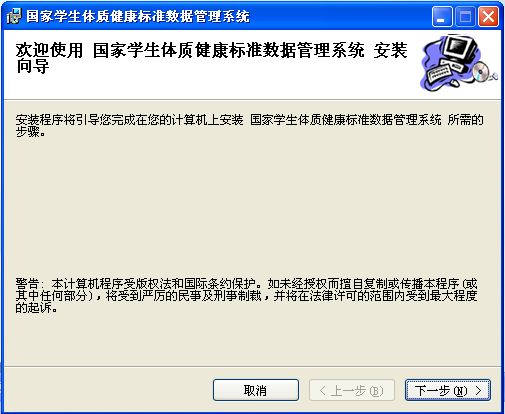 国家学生体质健康标准数据管理系统
欢迎使用 国家学生体质健康标准数据管理系统 安装
向导
安装程序将引导您完成在您的计算机上安装 国家学生体质健康标准数据管理系统 所需的
步骤。
警告: 本计算机程序受版权法和国际条约保护。如未经授权而擅自复制或传播本程序(或
其中任何部分),将受到严厉的民事及刑事制裁,并将在法律许可的范围内受到最大程度
的起诉。
取消
< 上一步(B)
下一步(N) >